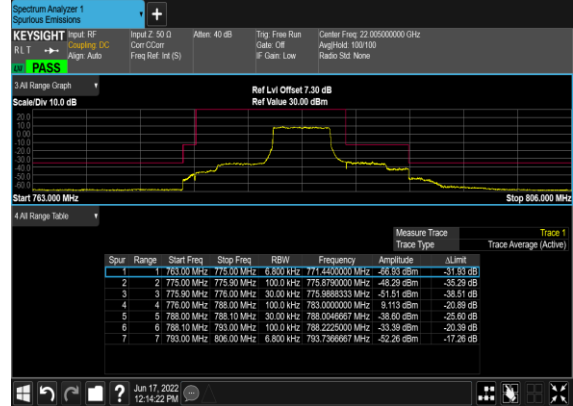 Spectrum Analyzer 1
Spurious Emissions
+
KEYSIGHT Input: RF Input Z: 50 Ω Atten: 40 dB Trig: Free Run Center Freq: 22.005000000 GHz
R L T Coupling: DC Corr CCorr Gate: Off Avg|Hold: 100/100
Align: Auto Freq Ref: Int (S) IF Gain: Low Radio Std: None
PASS
3 All Range Graph
Ref Lvl Offset 7.30 dB
Scale/Div 10.0 dB Ref Value 30.00 dBm
20.0
10.0
0.00
-10.0
-20.0
-30.0
-40.0
-50.0
-60.0
Start 763.000 MHz Stop 806.000 MHz
4 All Range Table
Measure Trace Trace 1
Trace Type Trace Average (Active)
Spur Range Start Freq Stop Freq RBW Frequency Amplitude ΔLimit
1 1 763.00 MHz 775.00 MHz 6.800 kHz 771.4400000 MHz -66.93 dBm -31.93 dB
2 2 775.00 MHz 775.90 MHz 100.0 kHz 775.8790000 MHz -48.29 dBm -35.29 dB
3 3 775.90 MHz 776.00 MHz 30.00 kHz 775.9888333 MHz -51.51 dBm -38.51 dB
4 4 776.00 MHz 788.00 MHz 100.0 kHz 783.0000000 MHz 9.113 dBm -20.89 dB
5 5 788.00 MHz 788.10 MHz 30.00 kHz 788.0046667 MHz -38.60 dBm -25.60 dB
6 6 788.10 MHz 793.00 MHz 100.0 kHz 788.2225000 MHz -33.39 dBm -20.39 dB
7 7 793.00 MHz 806.00 MHz 6.800 kHz 793.7366667 MHz -52.26 dBm -17.26 dB
? Jun 17, 2022
12:14:22 PM